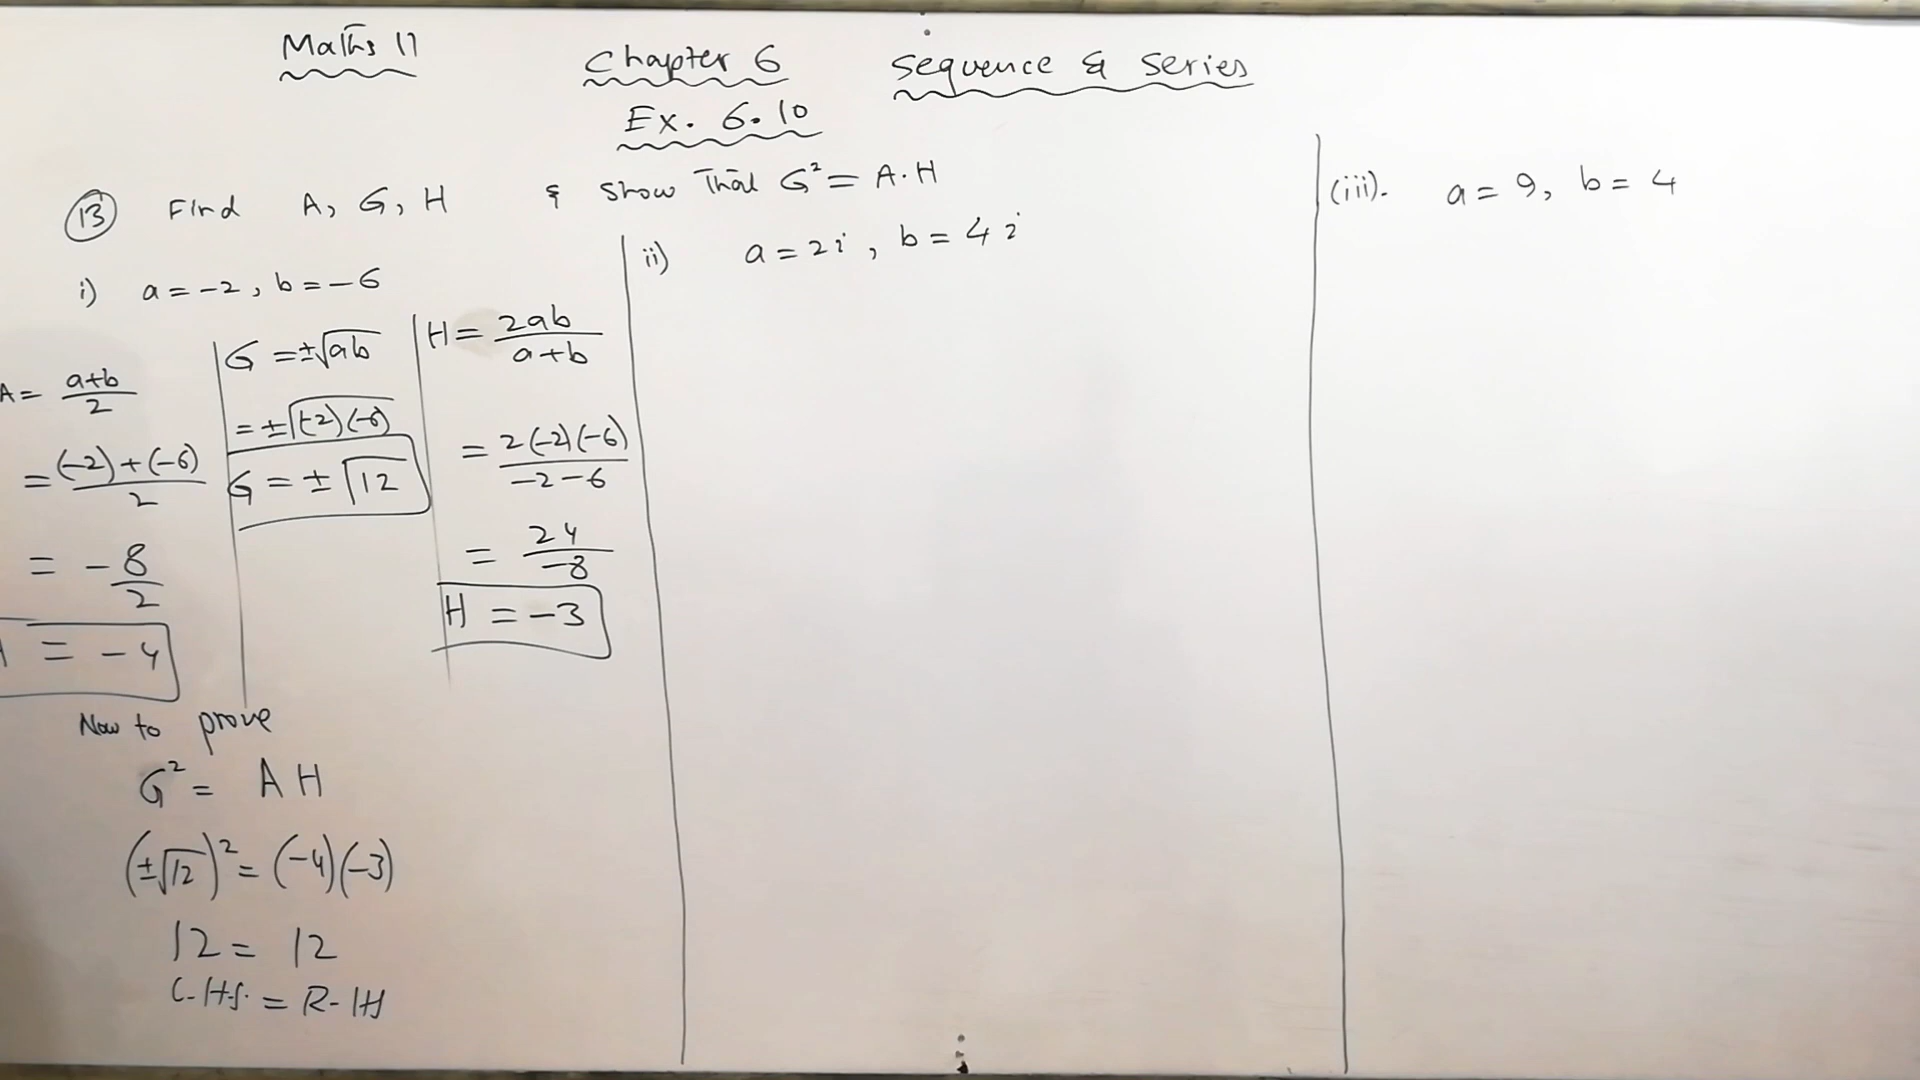 Maths 11
Chapter 6 Sequence & Series
Ex. 6.10
13 Find A, G, H & Show That G² = A·H
i) a = -2, b = -6
A = a+b/2
= (-2)+(-6)/2
= -8/2
= -4
G = ±√ab
= ±√(-2)(-6)
G = ±√12
H = 2ab/a+b
= 2(-2)(-6)/-2-6
= 24/-8
H = -3
Now to prove
G² = AH
(±√12)² = (-4)(-3)
12 = 12
L-H-S. = R-H
ii) a = 2i, b = 4i
(iii). a = 9, b = 4